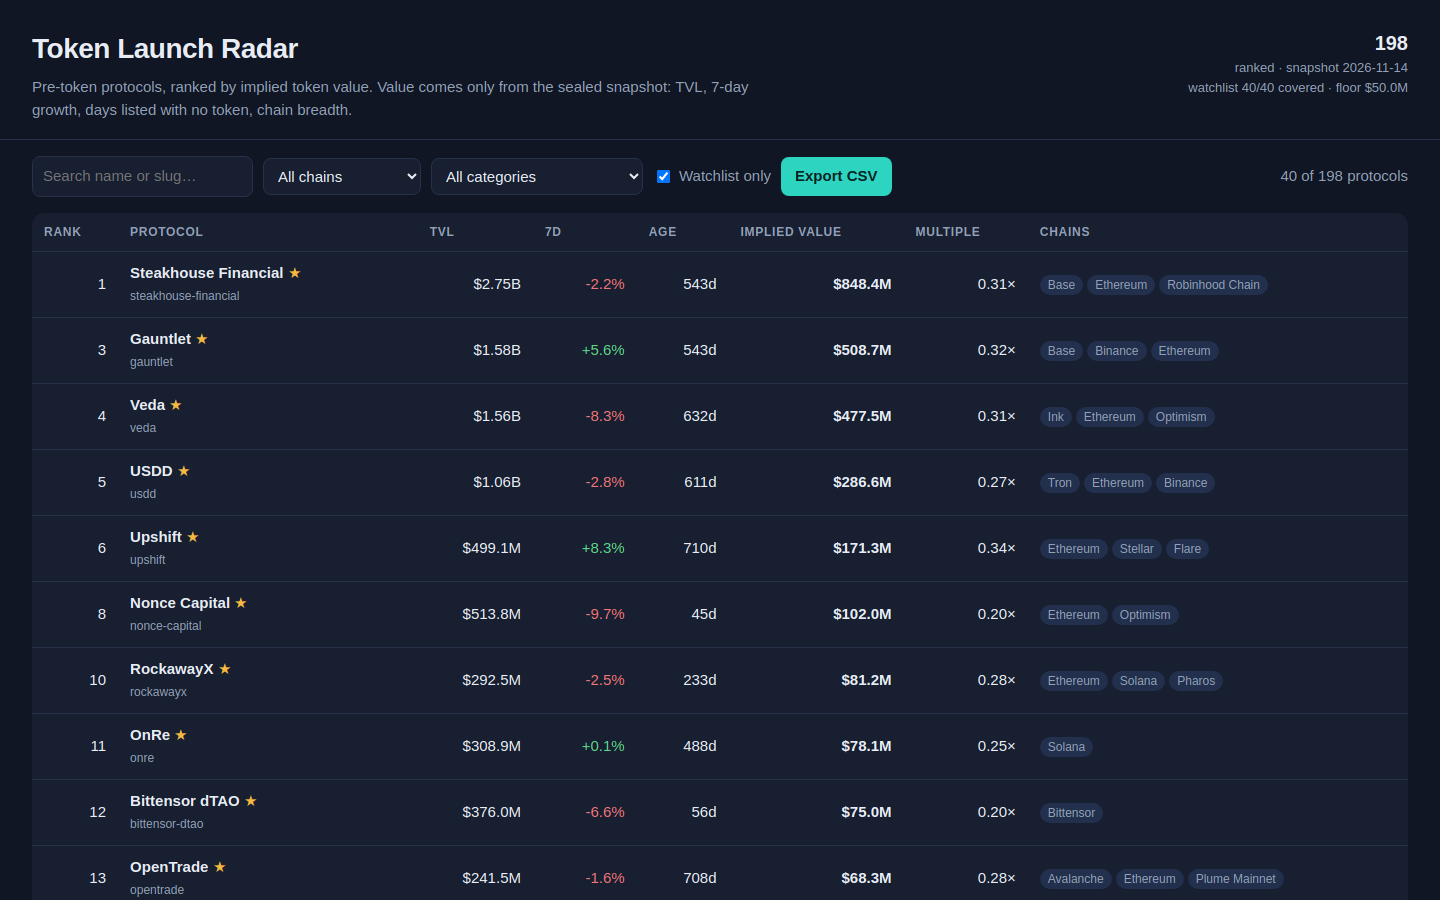 Token Launch Radar
Pre-token protocols, ranked by implied token value. Value comes only from the sealed snapshot: TVL, 7-day
growth, days listed with no token, chain breadth.
198
ranked · snapshot 2026-11-14
watchlist 40/40 covered · floor $50.0M
Search name or slug… All chains All categories Watchlist only Export CSV 40 of 198 protocols
RANK PROTOCOL TVL 7D AGE IMPLIED VALUE MULTIPLE CHAINS
1 Steakhouse Financial ★ $2.75B -2.2% 543d $848.4M 0.31× Base Ethereum Robinhood Chain
steakhouse-financial
3 Gauntlet ★ $1.58B +5.6% 543d $508.7M 0.32× Base Binance Ethereum
gauntlet
4 Veda ★ $1.56B -8.3% 632d $477.5M 0.31× Ink Ethereum Optimism
veda
5 USDD ★ $1.06B -2.8% 611d $286.6M 0.27× Tron Ethereum Binance
usdd
6 Upshift ★ $499.1M +8.3% 710d $171.3M 0.34× Ethereum Stellar Flare
upshift
8 Nonce Capital ★ $513.8M -9.7% 45d $102.0M 0.20× Ethereum Optimism
nonce-capital
10 RockawayX ★ $292.5M -2.5% 233d $81.2M 0.28× Ethereum Solana Pharos
rockawayx
11 OnRe ★ $308.9M +0.1% 488d $78.1M 0.25× Solana
onre
12 Bittensor dTAO ★ $376.0M -6.6% 56d $75.0M 0.20× Bittensor
bittensor-dtao
13 OpenTrade ★ $241.5M -1.6% 708d $68.3M 0.28× Avalanche Ethereum Plume Mainnet
opentrade